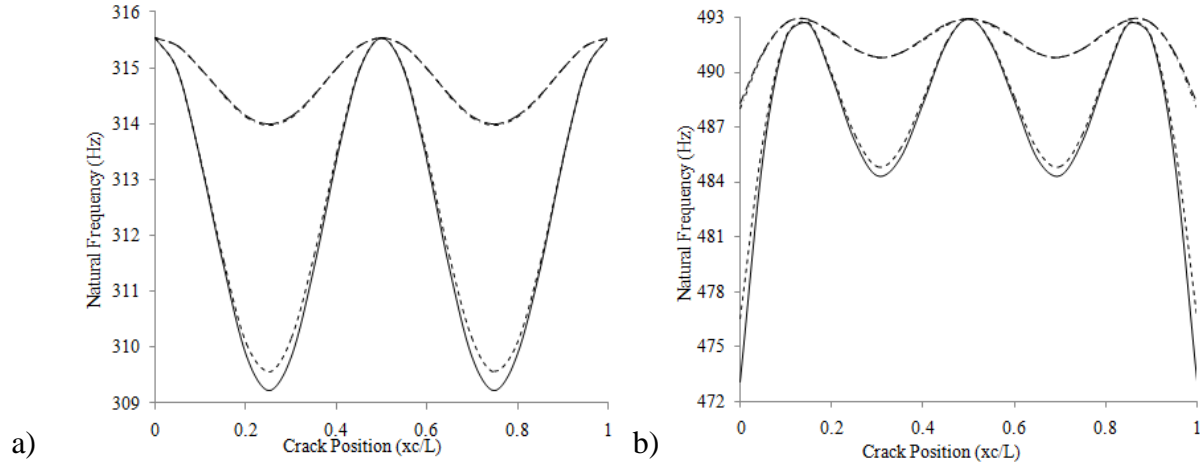 316
315
314
313
312
311
310
309
Natural Frequency (Hz)
0 0.2 0.4 0.6 0.8 1
Crack Position (xc/L)
a)
493
490
487
484
481
478
475
472
Natural Frequency (Hz)
0 0.2 0.4 0.6 0.8 1
Crack Position (xc/L)
b)